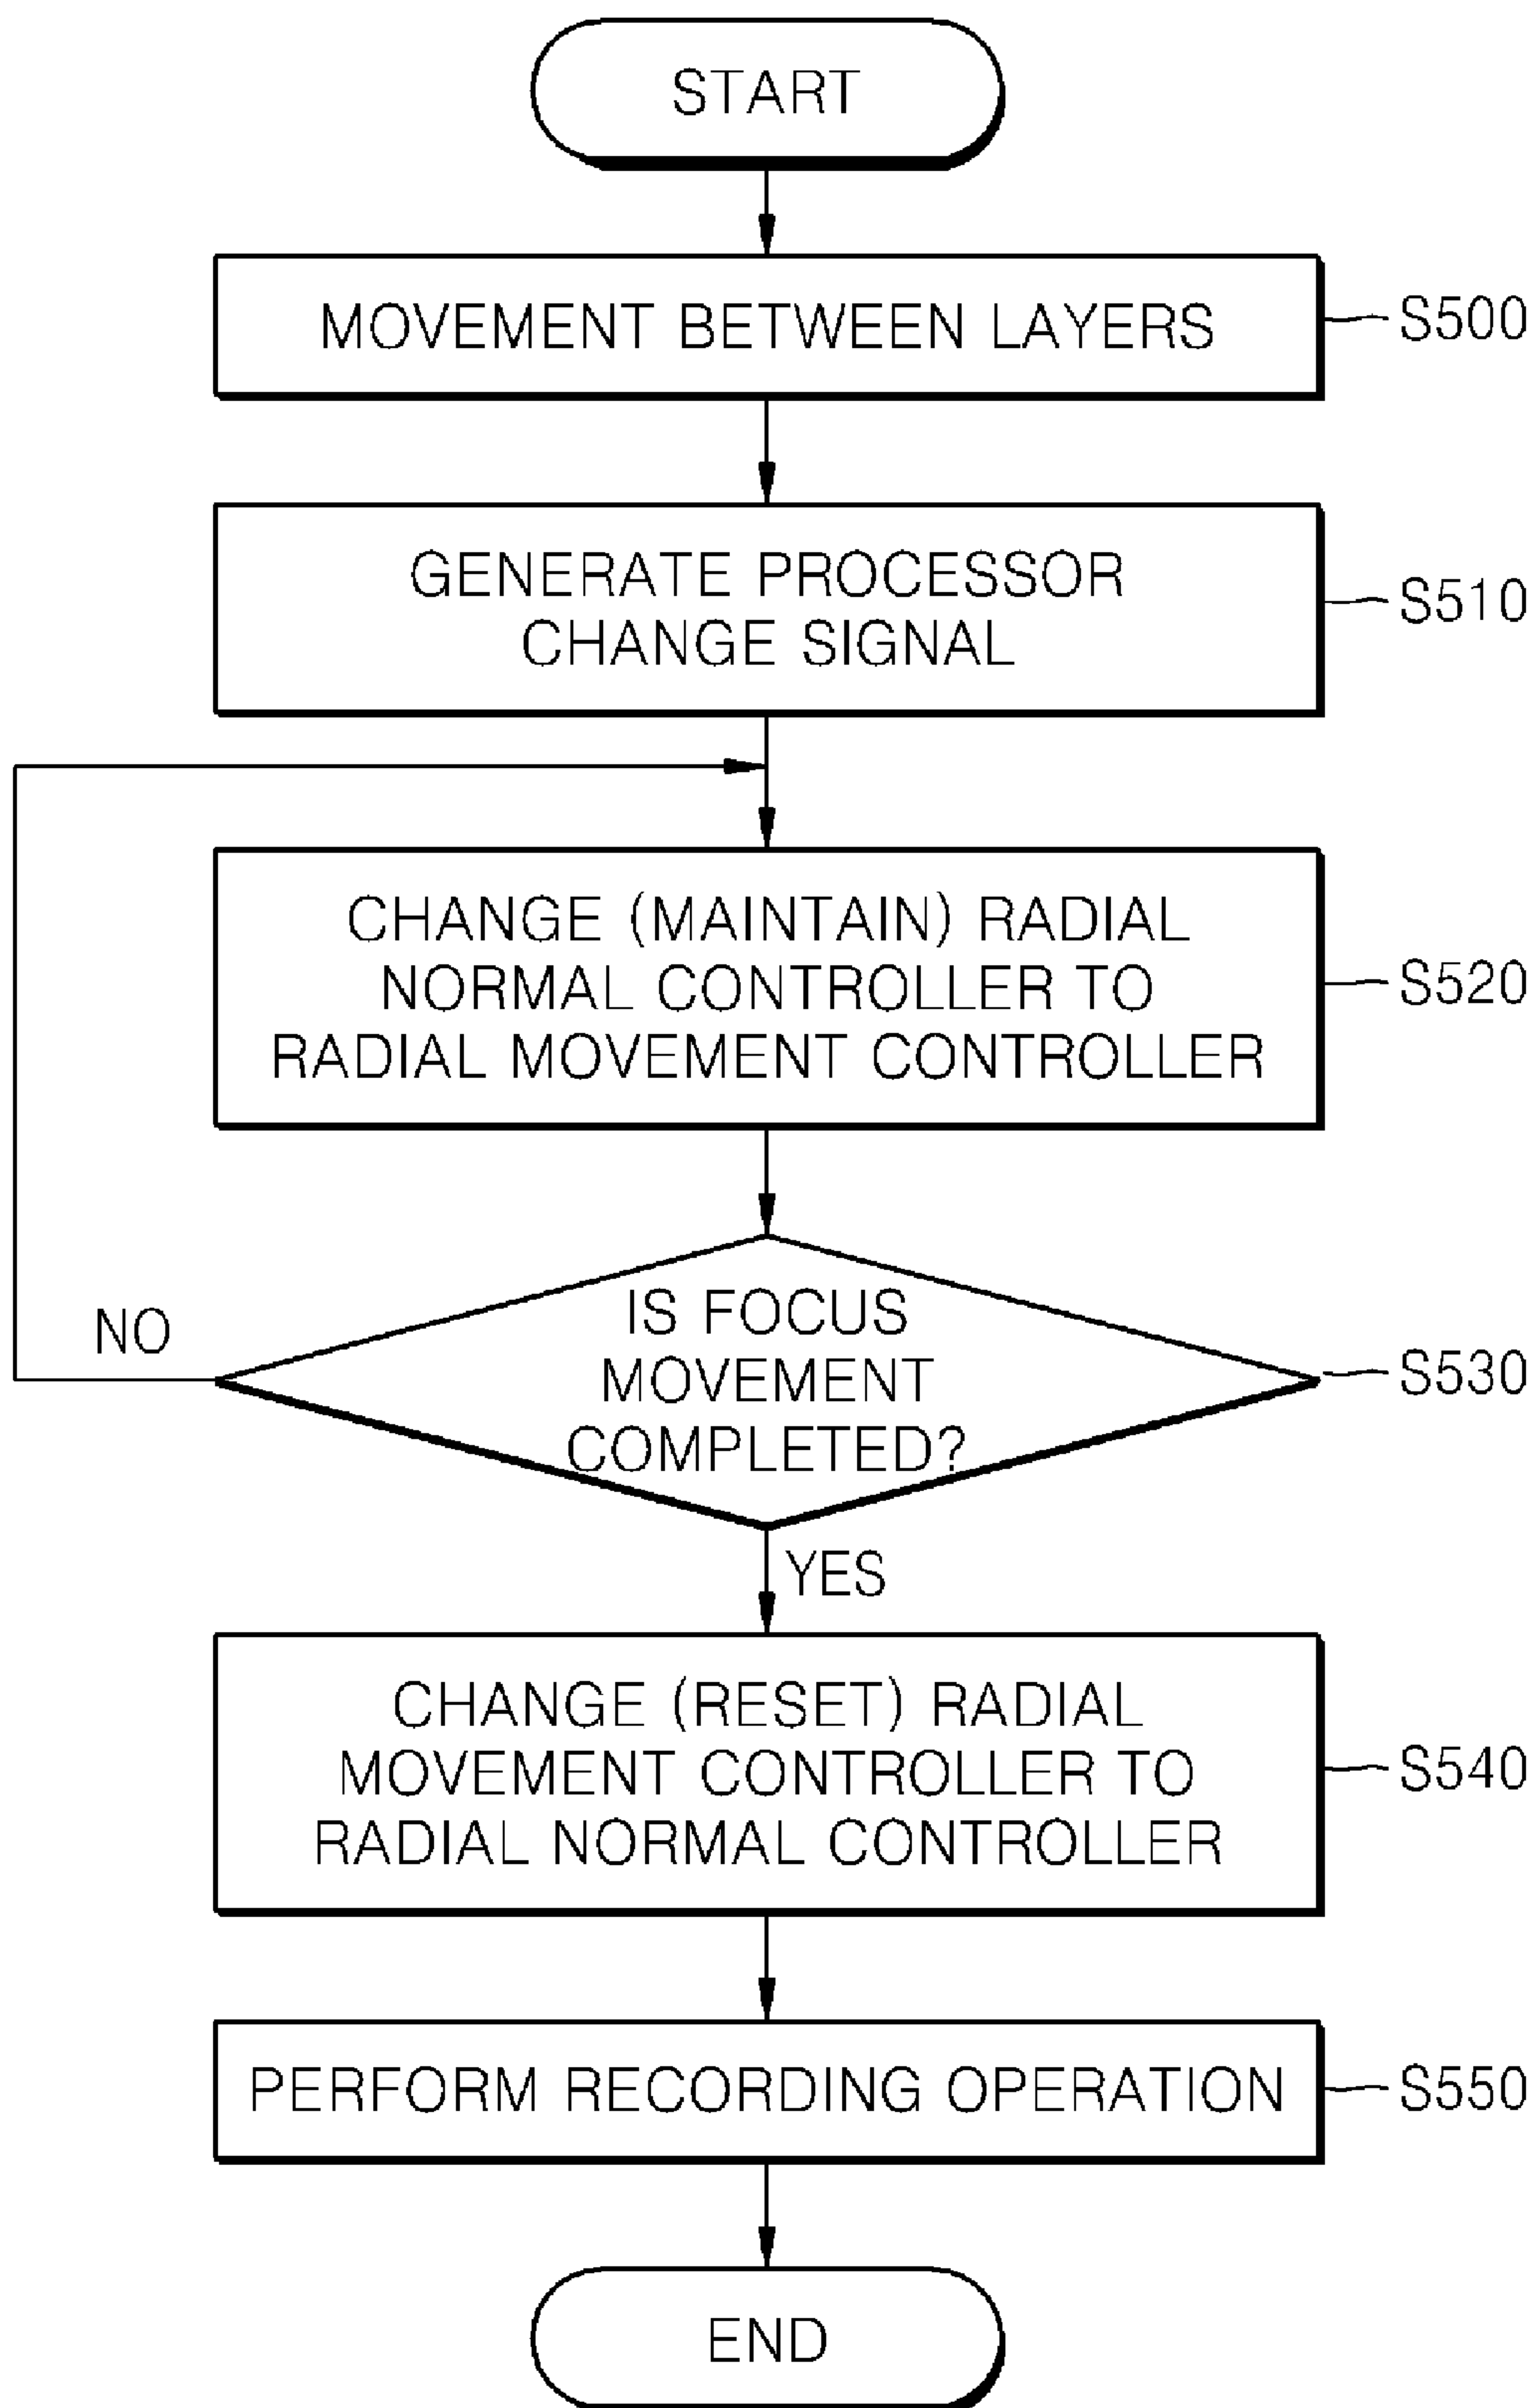 START
MOVEMENT BETWEEN LAYERS
S500
GENERATE PROCESSOR
CHANGE SIGNAL
S510
CHANGE (MAINTAIN) RADIAL
NORMAL CONTROLLER TO
RADIAL MOVEMENT CONTROLLER
S520
IS FOCUS
MOVEMENT
COMPLETED?
S530
NO
YES
CHANGE (RESET) RADIAL
MOVEMENT CONTROLLER TO
RADIAL NORMAL CONTROLLER
S540
PERFORM RECORDING OPERATION
S550
END